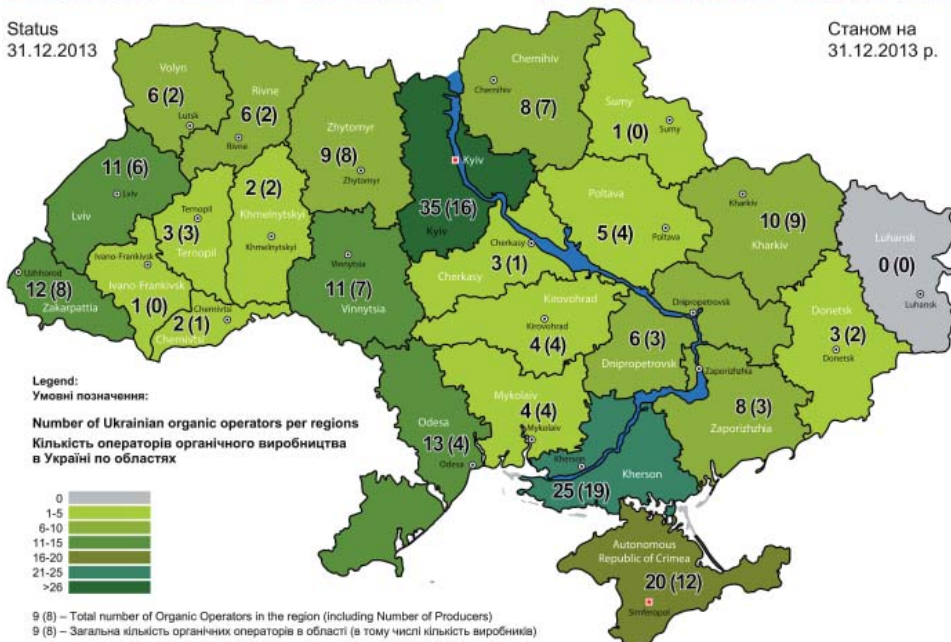 Status
31.12.2013
Станом на
31.12.2013 р.
Volyn
6 (2)
Lutsk
Rivne
6 (2)
Rivne
Zhytomyr
9 (8)
Zhytomyr
Kyiv
35 (16)
Kyiv
Chernihiv
Chernihiv
8 (7)
Sumy
1 (0)
Sumy
11 (6)
Lviv
Lviv
Ternopil
3 (3)
Ternopil
2 (2)
Khmelnytskyi
Khmelnytskyi
Poltava
5 (4)
Poltava
Kharkiv
10 (9)
Kharkiv
Luhansk
0 (0)
Luhansk
Uzhhorod
12 (8)
Zakarpattia
Ivano-Frankivsk
Ivano-Frankivsk
1 (0)
Chernivtsi
2 (1)
Chernivtsi
Vinnytsia
11 (7)
Vinnytsia
Cherkasy
3 (1)
Cherkasy
Kirovohrad
Kirovohrad
4 (4)
Dnipropetrovsk
6 (3)
Dnipropetrovsk
Donetsk
3 (2)
Donetsk
Zaporizhzhia
8 (3)
Zaporizhzhia
Mykolaiv
4 (4)
Mykolaiv
Odesa
13 (4)
Odesa
Kherson
Kherson
25 (19)
Autonomous
Republic of Crimea
20 (12)
Simferopol
Legend:
Умовні позначення:
Number of Ukrainian organic operators per regions
Кількість операторів органічного виробництва
в Україні по областях
0
1-5
6-10
11-15
16-20
21-25
>26
9 (8) – Total number of Organic Operators in the region (including Number of Producers)
9 (8) – Загальна кількість органічних операторів в області (в тому числі кількість виробників)